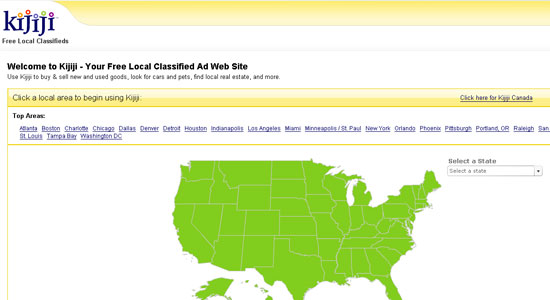 kijiji
Free Local Classifieds
Welcome to Kijiji - Your Free Local Classified Ad Web Site
Use Kijiji to buy & sell new and used goods, look for cars and pets, find local real estate, and more.
Click a local area to begin using Kijiji:
Click here for Kijiji Canada
Top Areas:
Atlanta Boston Charlotte Chicago Dallas Denver Detroit Houston Indianapolis Los Angeles Miami Minneapolis / St. Paul New York Orlando Phoenix Pittsburgh Portland, OR Raleigh San
St. Louis Tampa Bay Washington DC
Select a State
Select a state